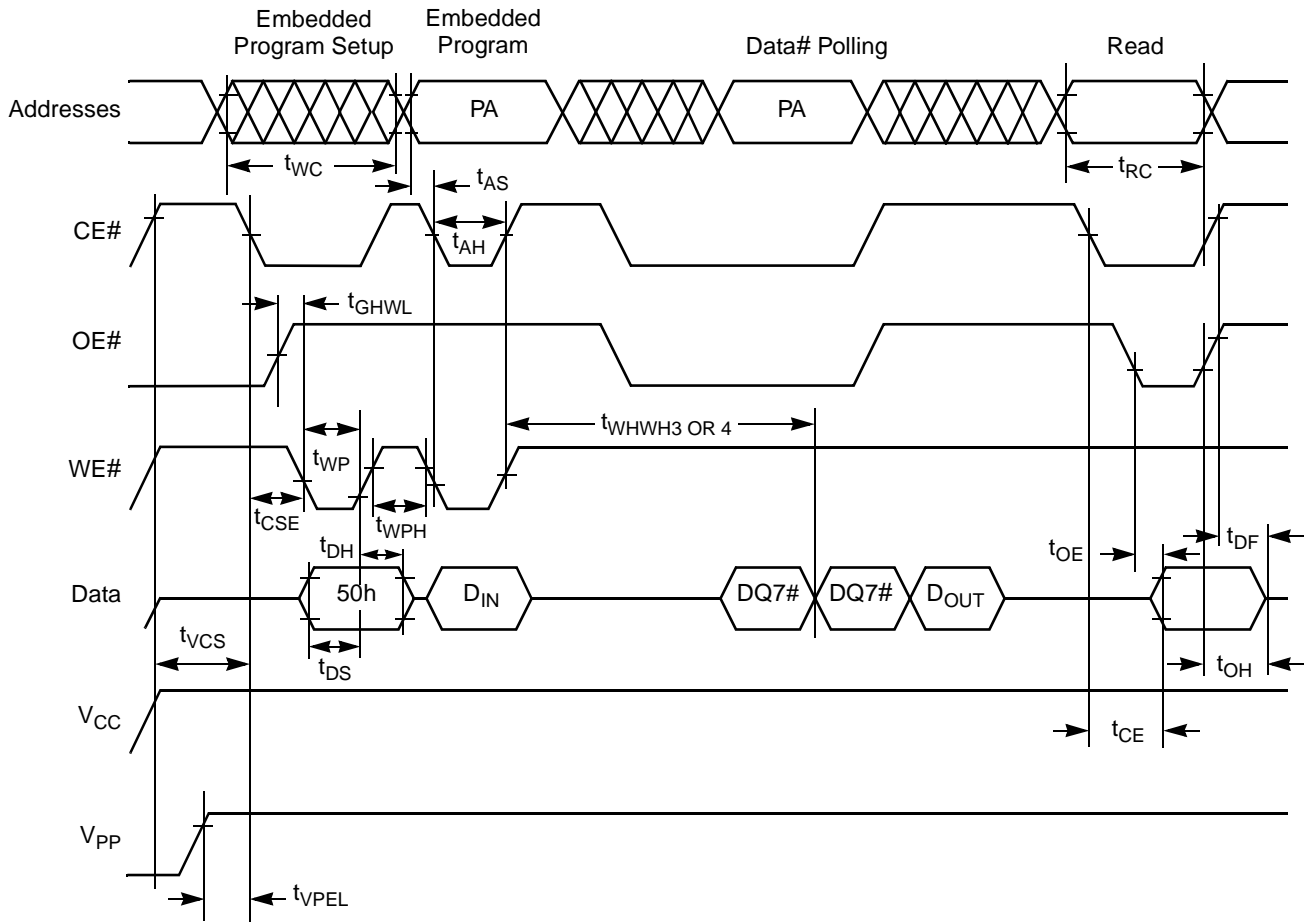 Embedded
Program Setup
Embedded
Program
Data# Polling
Read
Addresses
PA
PA
tWC
tAS
tRC
CE#
tAH
tGHWL
OE#
tWHWH3 OR 4
WE#
tWP
tCSE
tWPH
tDH
tOE
tDF
Data
50h
DIN
DQ7#
DQ7#
DOUT
tVCS
tDS
tOH
VCC
tCE
VPP
tVPEL